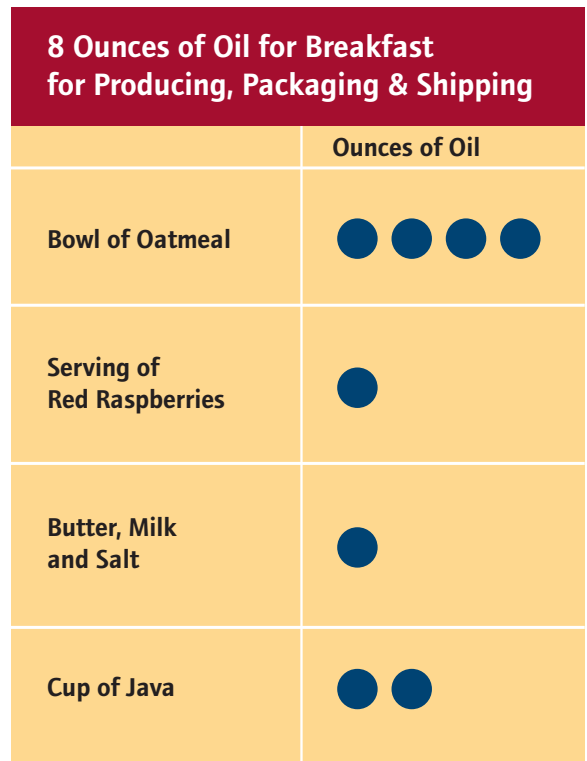 8 Ounces of Oil for Breakfast
for Producing, Packaging & Shipping
Ounces of Oil
Bowl of Oatmeal
Serving of
Red Raspberries
Butter, Milk
and Salt
Cup of Java